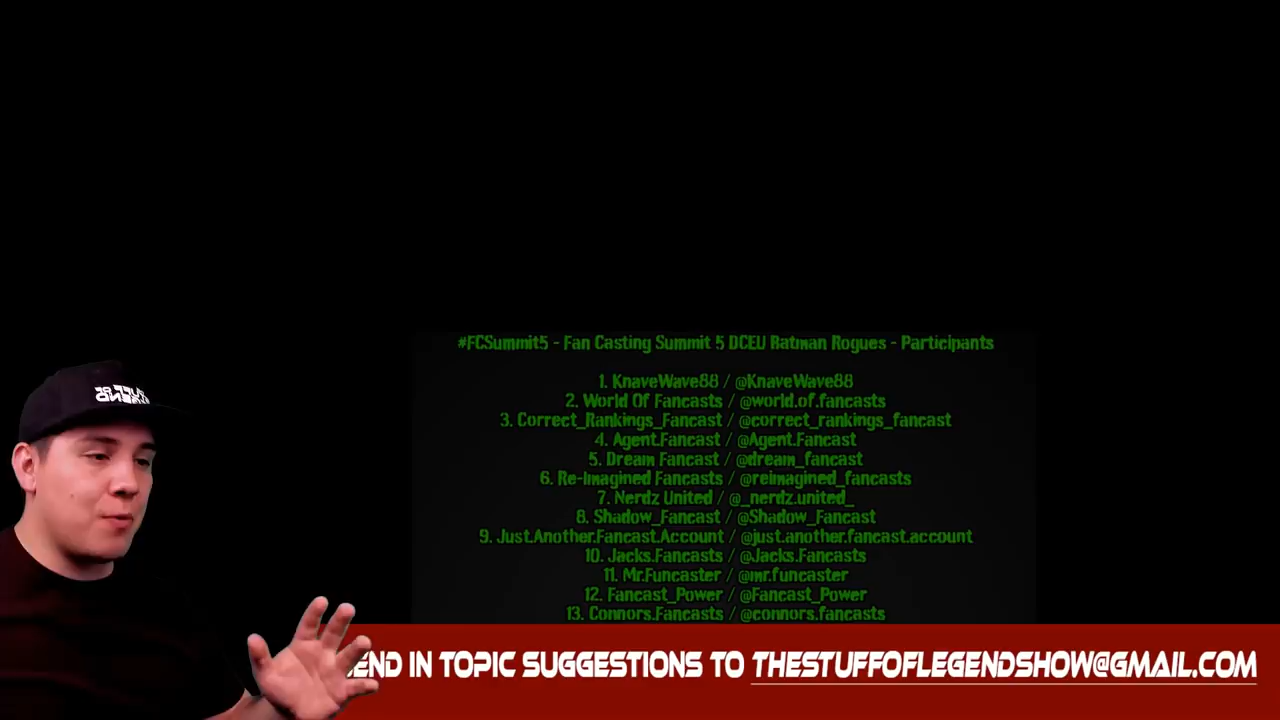 #FCSummit5 - Fan Casting Summit 5 DCEU Batman Rogues - Participants
1. KnaveWave88 / @KnaveWave88
2. World Of Fancasts / @world.of.fancasts
3. Correct_Rankings_Fancast / @correct_rankings_fancast
4. Agent.Fancast / @Agent.Fancast
5. Dream Fancast / @dream_fancast
6. Re-Imagined Fancasts / @reimagined_fancasts
7. Nerdz United / @_nerdz.united_
8. Shadow_Fancast / @Shadow_Fancast
9. Just.Another.Fancast.Account / @just.another.fancast.account
10. Jacks.Fancasts / @Jacks.Fancasts
11. Mr.Funcaster / @mr.funcaster
12. Fancast_Power / @Fancast_Power
13. Connors.Fancasts / @connors.fancasts
END IN TOPIC SUGGESTIONS TO THESTUFFOFLEGENDSHOW@GMAIL.COM